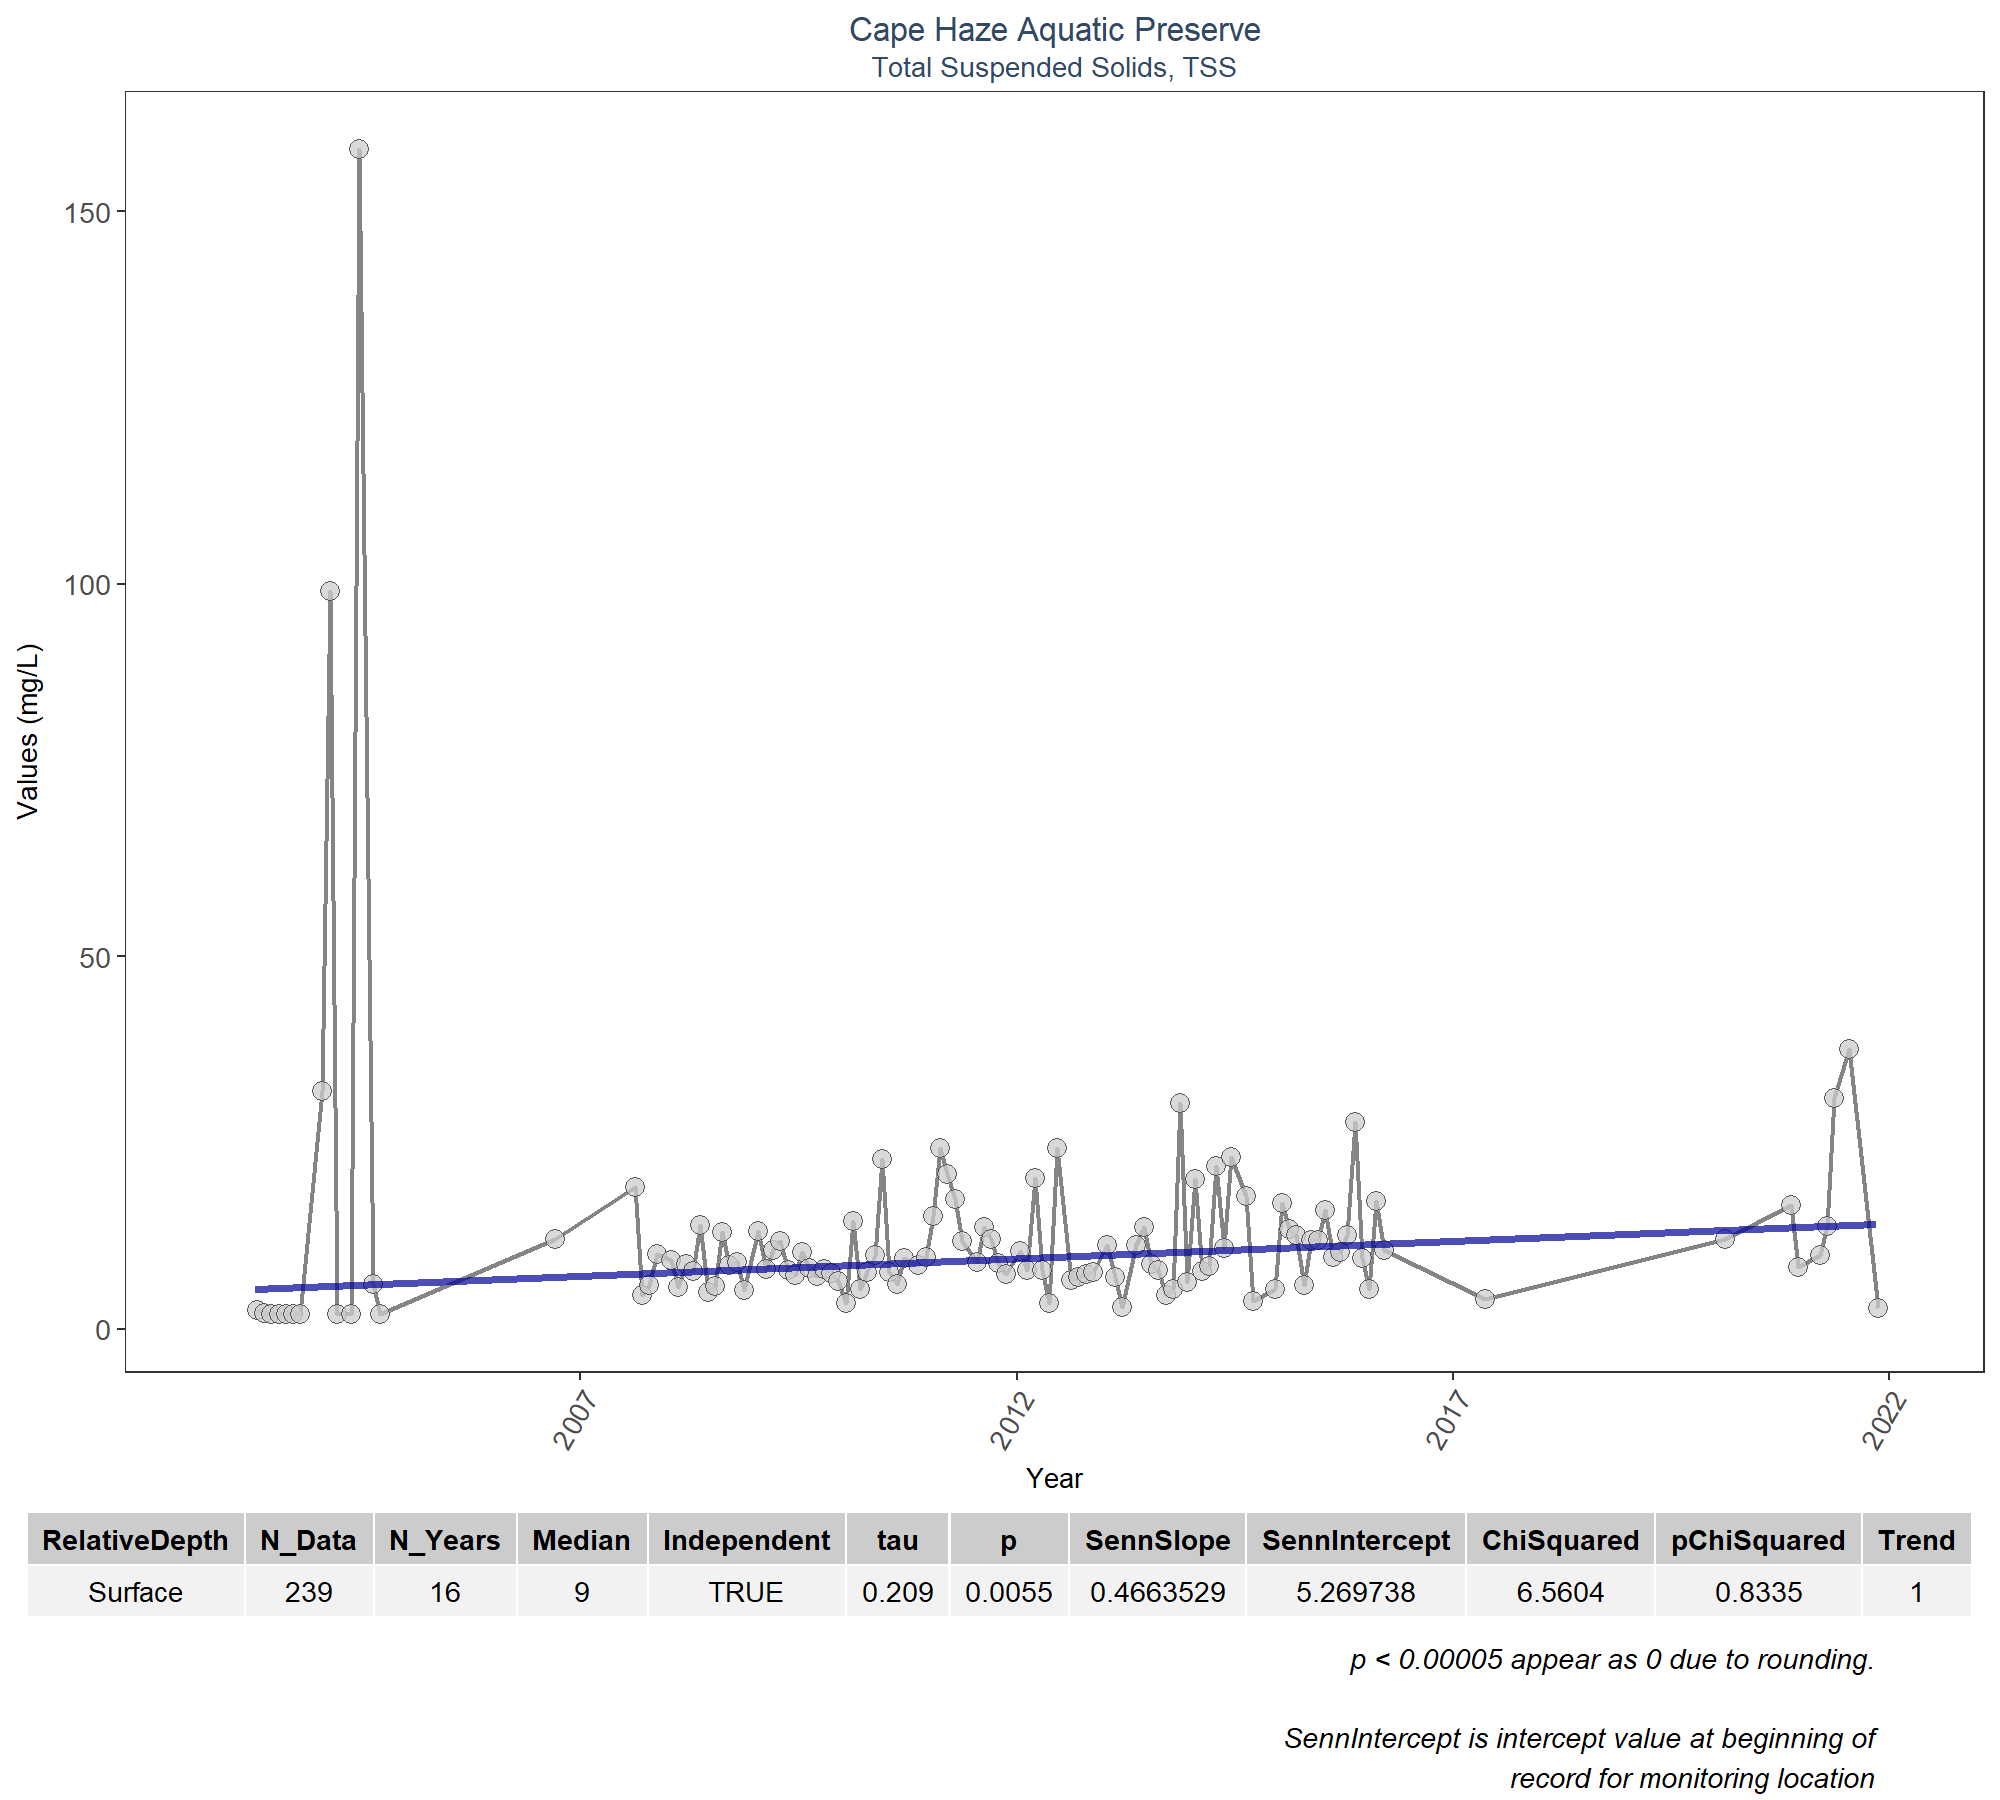 Cape Haze Aquatic Preserve
Total Suspended Solids, TSS
Values (mg/L)
150
100
50
0
2007 2012 2017 2022
Year
RelativeDepth N_Data N_Years Median Independent tau p SennSlope SennIntercept ChiSquared pChiSquared Trend
Surface 239 16 9 TRUE 0.209 0.0055 0.4663529 5.269738 6.5604 0.8335 1
p < 0.00005 appear as 0 due to rounding.
SennIntercept is intercept value at beginning of
record for monitoring location